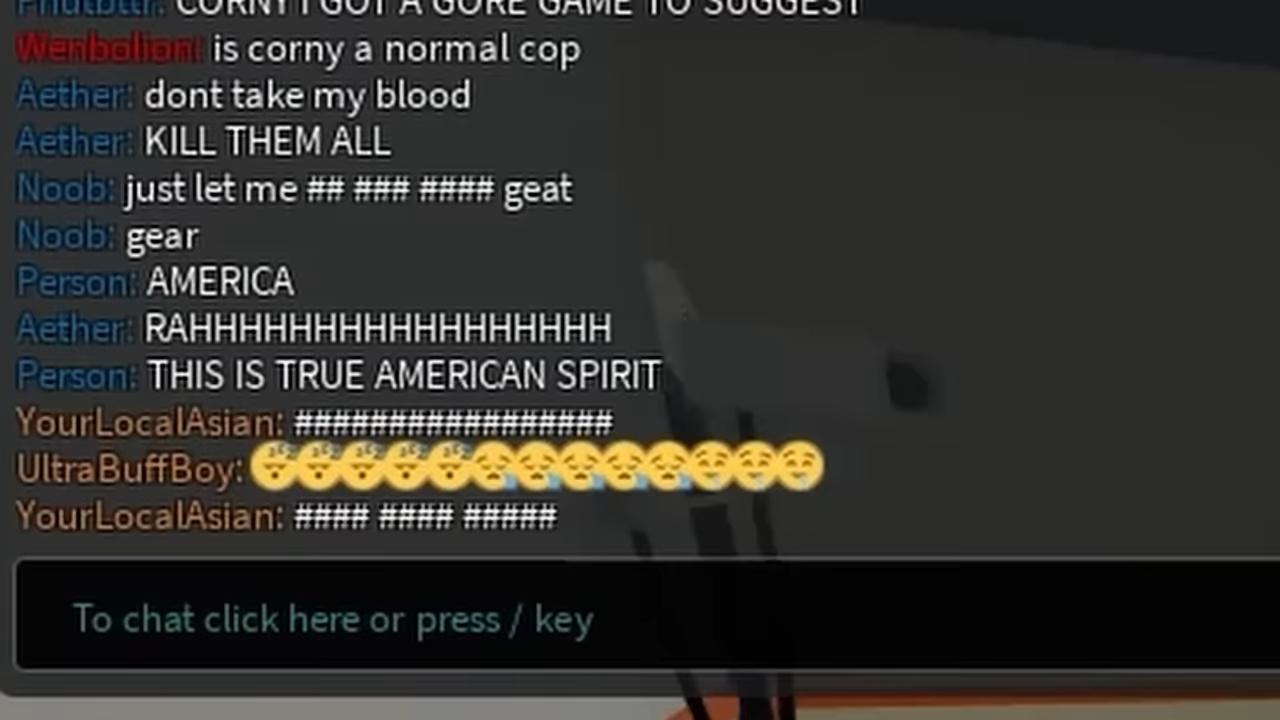 CORNY I GOT A GORE GAME TO SUGGEST
Wenbolion: is corny a normal cop
Aether: dont take my blood
Aether: KILL THEM ALL
Noob: just let me ## ### #### geat
Noob: gear
Person: AMERICA
Aether: RAHHHHHHHHHHHHHHHHHH
Person: THIS IS TRUE AMERICAN SPIRIT
YourLocalAsian: #################
UltraBuffBoy: 😴😴😴😴😴😥😥😥😥😥🤤🤤🤤
YourLocalAsian: #### #### #####
To chat click here or press / key